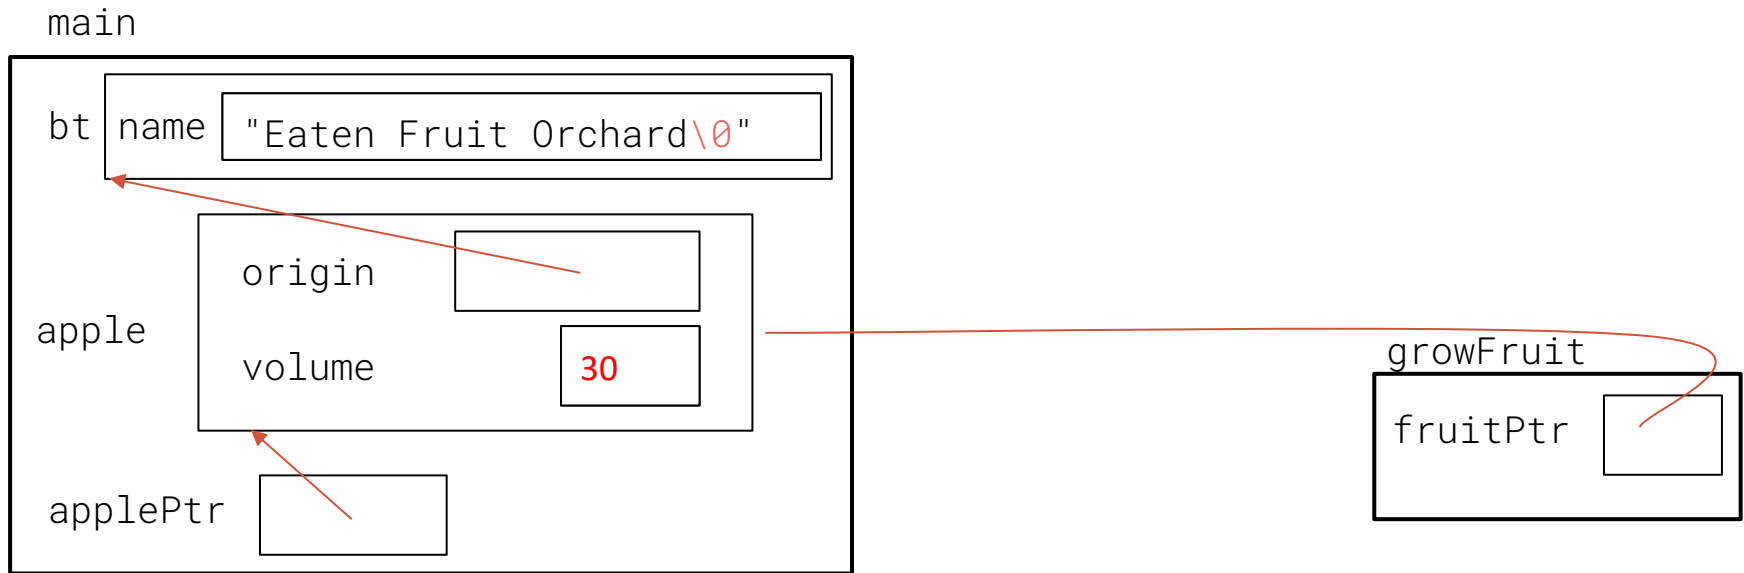 main
bt name "Eaten Fruit Orchard\0"
origin
apple
volume 30
growFruit
fruitPtr
applePtr